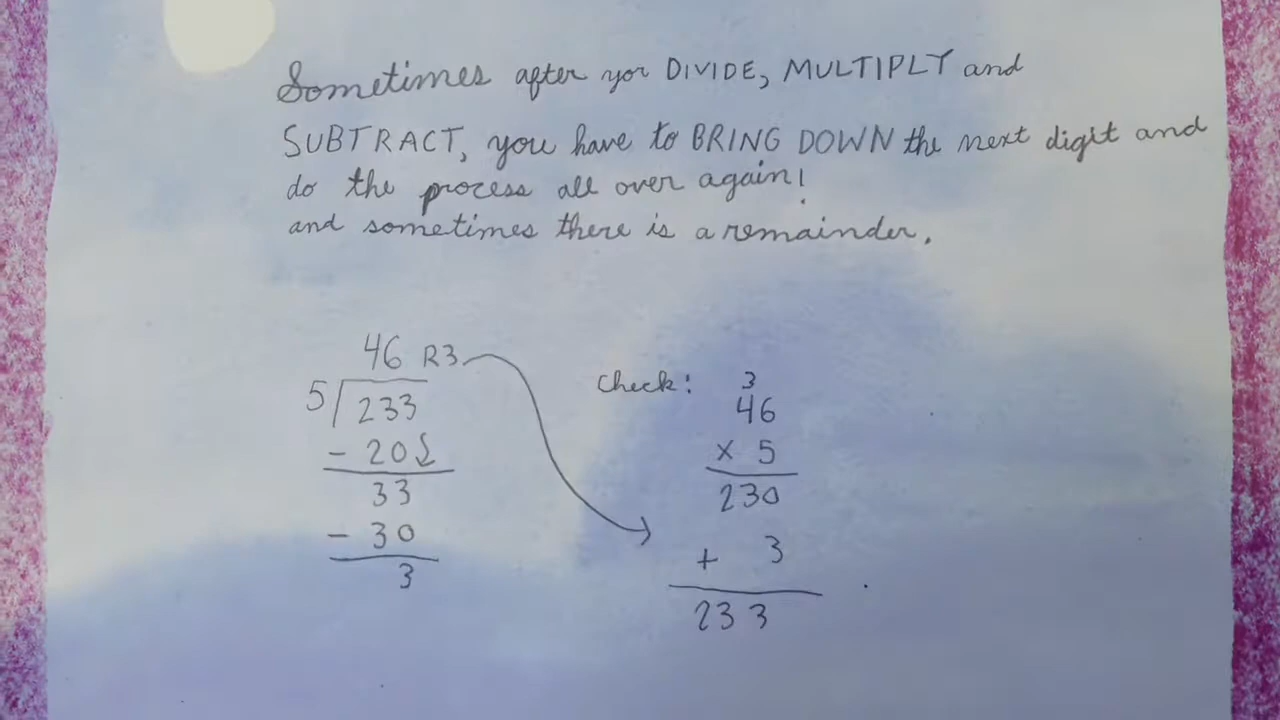 Sometimes after yor DIVIDE, MULTIPLY and
SUBTRACT, you have to BRING DOWN the next digit and
do the process all over again!
and sometimes there is a remainder.
46 R3
5 233
- 20↓
33
- 30
3
Check:
3
46
x 5
230
+ 3
233